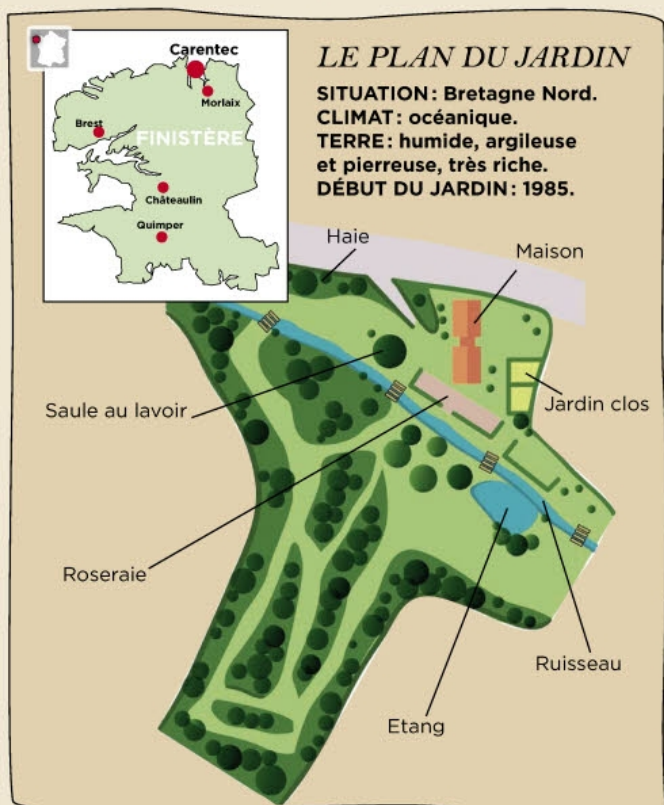 Carentec
Morlaix
Brest
FINISTÈRE
Châteaulin
Quimper
LE PLAN DU JARDIN
SITUATION : Bretagne Nord.
CLIMAT : océanique.
TERRE : humide, argileuse
et pierreuse, très riche.
DÉBUT DU JARDIN : 1985.
Haie
Maison
Saule au lavoir
Jardin clos
Roseraie
Ruisseau
Etang